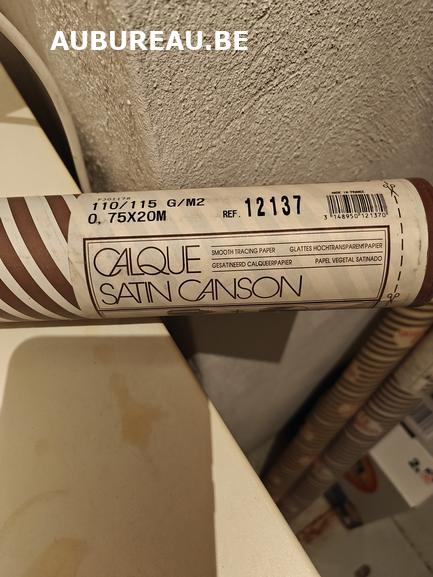 AUBUREAU.BE
MADE IN FRANCE
110/115 G/M2
0. 75X20M
REF. 12137
3 148950 121370
CALQUE
SATIN CANSON
SMOOTH TRACING PAPER
GLATTES HOCHTRANSPARENTPAPIER
GESATINEERD CALQUEERPAPIER
PAPEL VEGETAL SATINADO